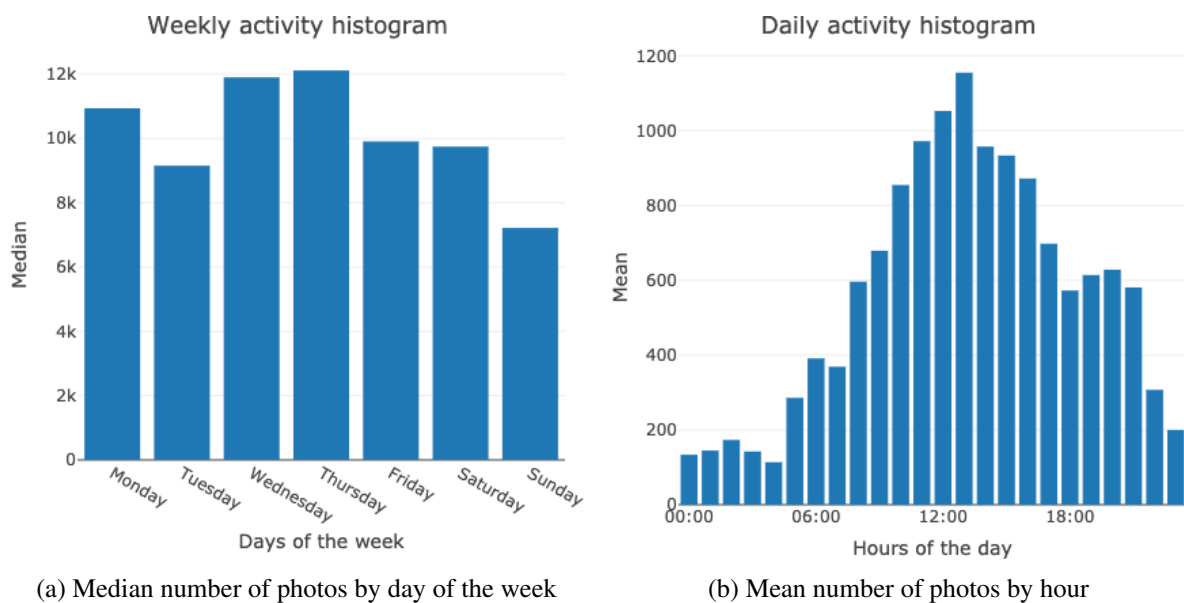 Weekly activity histogram
12k
10k
8k
6k
4k
2k
0
Median
Monday
Tuesday
Wednesday
Thursday
Friday
Saturday
Sunday
Days of the week
(a) Median number of photos by day of the week
Daily activity histogram
1200
1000
800
600
400
200
0
Mean
00:00
06:00
12:00
18:00
Hours of the day
(b) Mean number of photos by hour